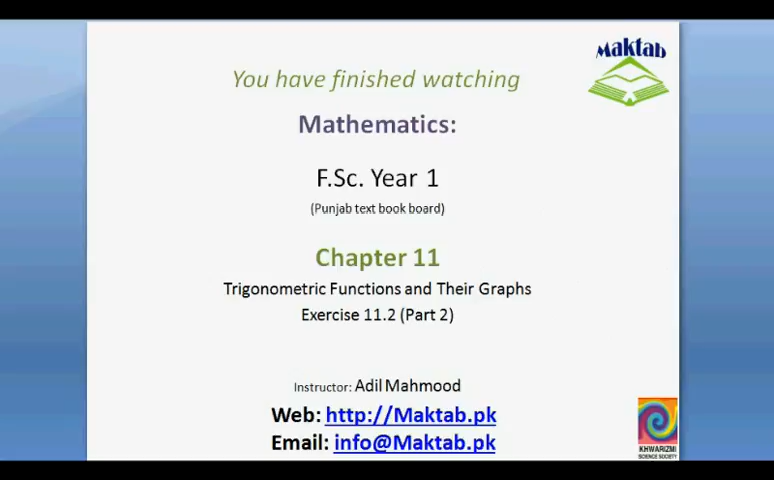 Maktab
You have finished watching
Mathematics:
F.Sc. Year 1
(Punjab text book board)
Chapter 11
Trigonometric Functions and Their Graphs
Exercise 11.2 (Part 2)
Instructor: Adil Mahmood
Web: http://Maktab.pk
Email: info@Maktab.pk
KHWARIZMI
SCIENCE SOCIETY